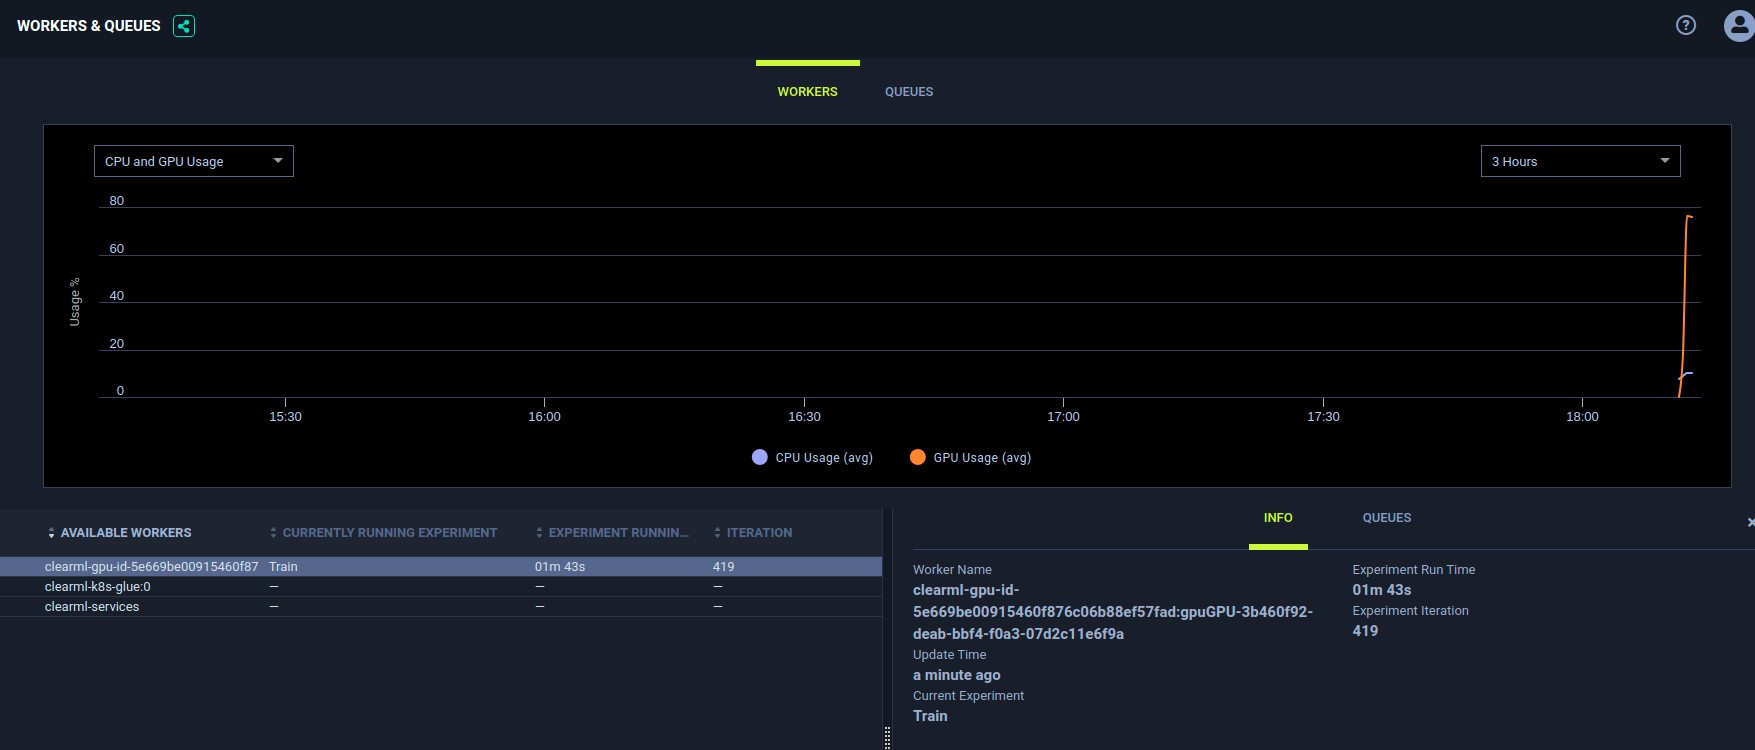 WORKERS & QUEUES
WORKERS QUEUES
CPU and GPU Usage
3 Hours
80
60
40
20
0
Usage %
15:30 16:00 16:30 17:00 17:30 18:00
CPU Usage (avg) GPU Usage (avg)
AVAILABLE WORKERS CURRENTLY RUNNING EXPERIMENT EXPERIMENT RUNNIN... ITERATION
clearml-gpu-id-5e669be00915460f87 Train 01m 43s 419
clearml-k8s-glue:0 — — —
clearml-services — — —
INFO QUEUES
Worker Name
clearml-gpu-id-
5e669be00915460f876c06b88ef57fad:gpuGPU-3b460f92-
deab-bbf4-f0a3-07d2c11e6f9a
Update Time
a minute ago
Current Experiment
Train
Experiment Run Time
01m 43s
Experiment Iteration
419